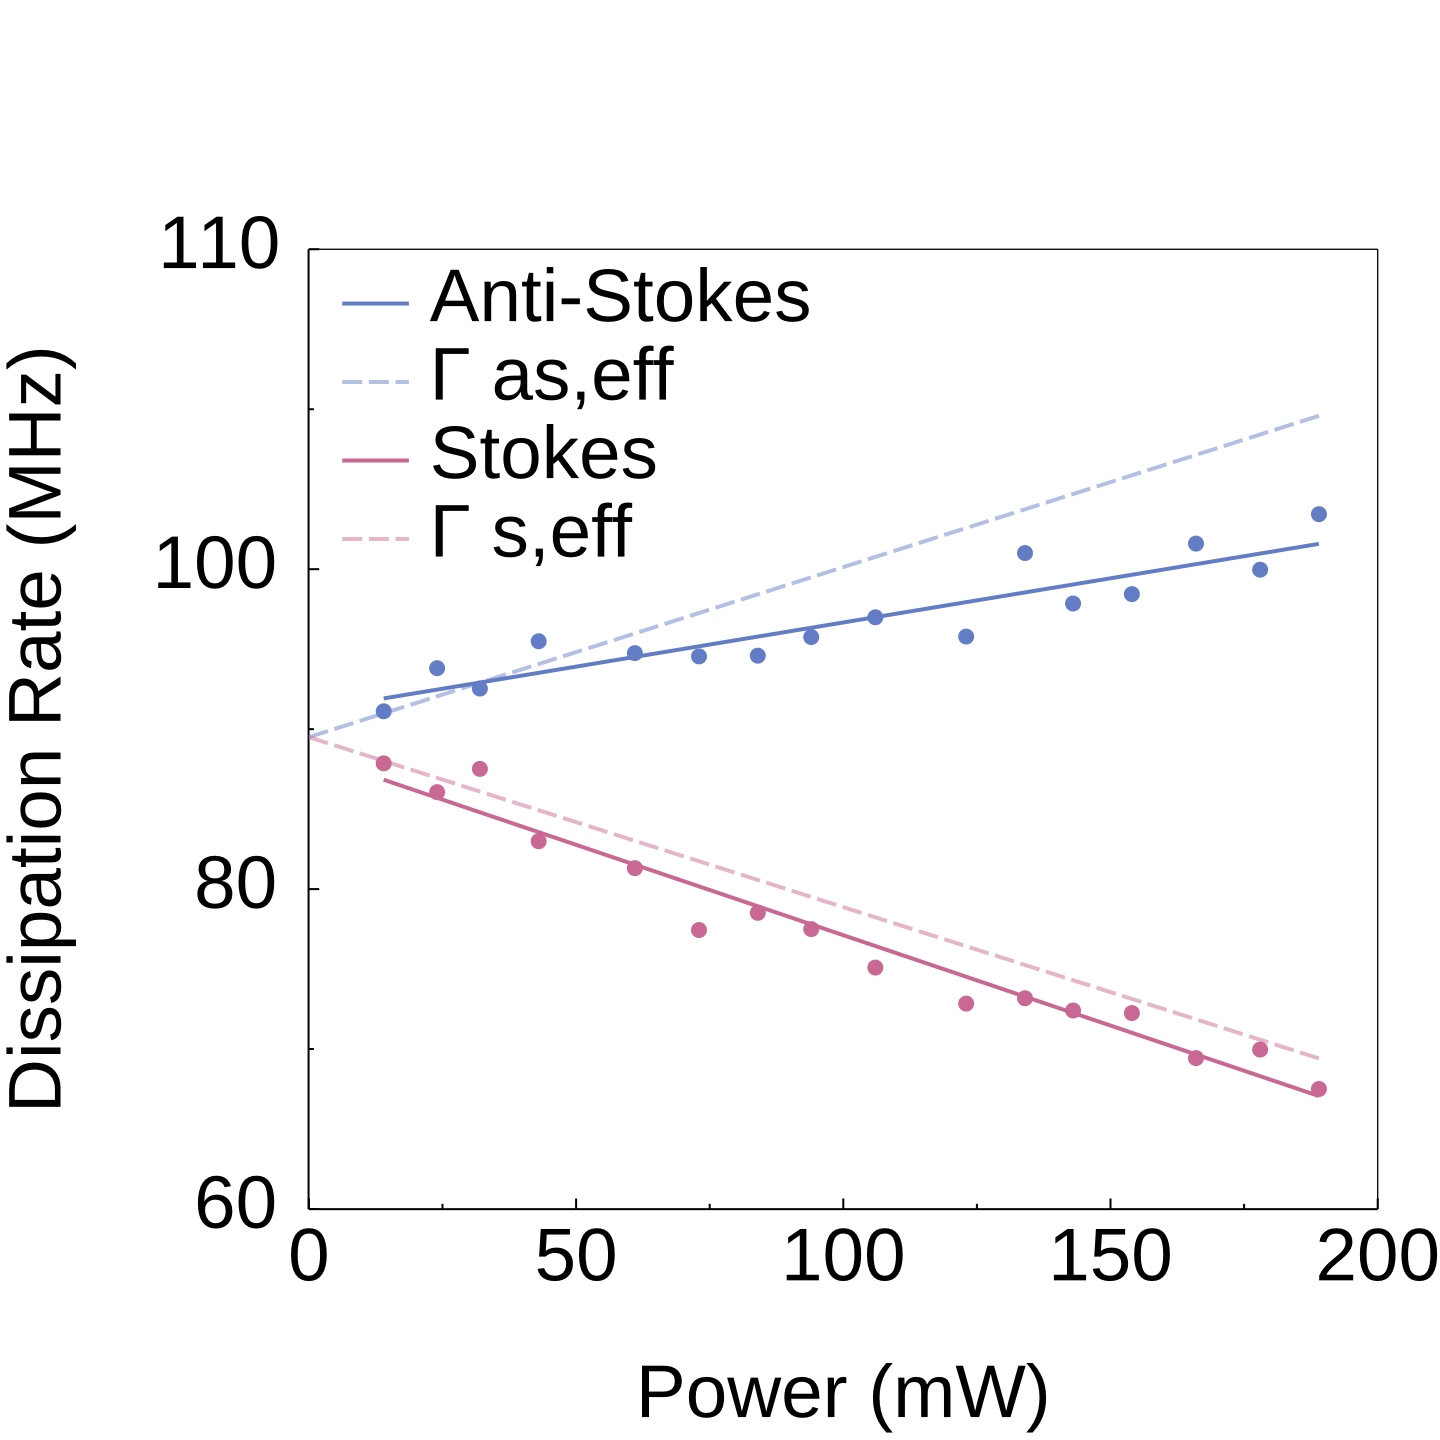 110
Anti-Stokes
Γ as,eff
Stokes
Γ s,eff
100
80
60
0 50 100 150 200
Power (mW)
Dissipation Rate (MHz)